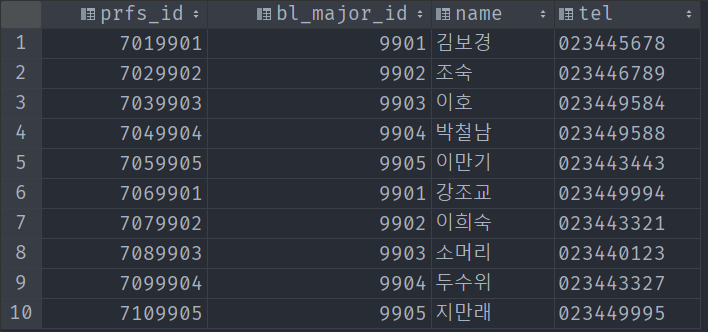 prfs_id bl_major_id name tel
1 7019901 9901 김보경 023445678
2 7029902 9902 조숙 023446789
3 7039903 9903 이호 023449584
4 7049904 9904 박철남 023449588
5 7059905 9905 이만기 023443443
6 7069901 9901 강조교 023449994
7 7079902 9902 이희숙 023443321
8 7089903 9903 소머리 023440123
9 7099904 9904 두수위 023443327
10 7109905 9905 지만래 023449995